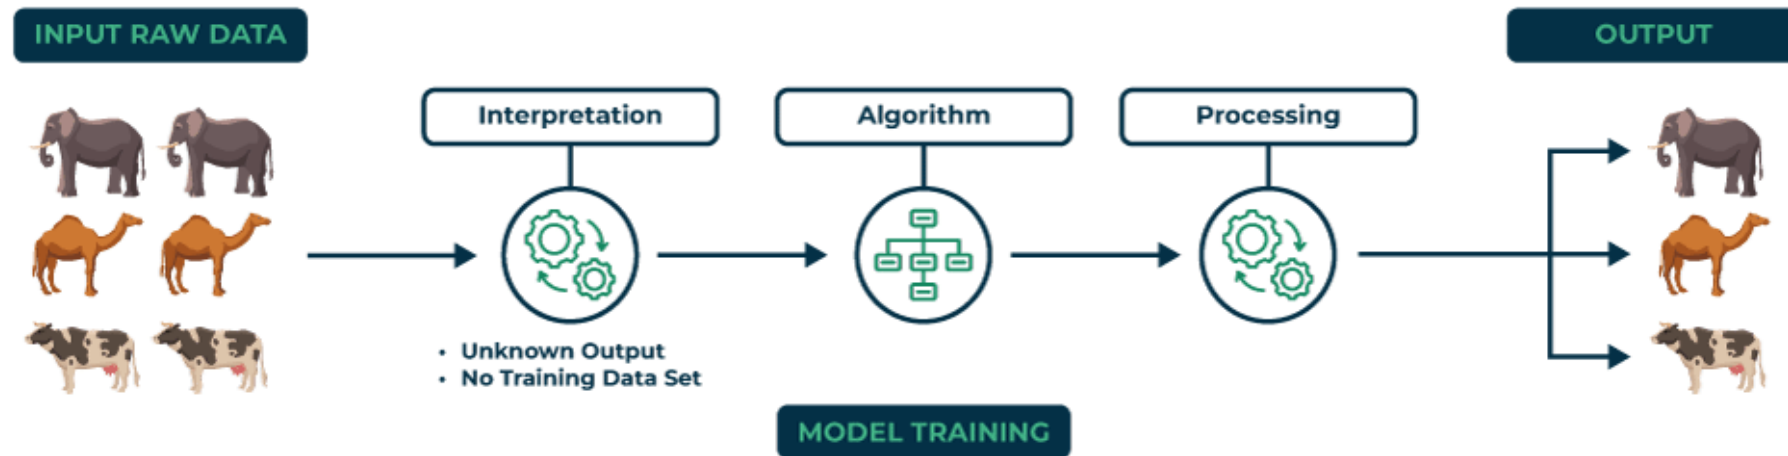 INPUT RAW DATA
OUTPUT
Interpretation
Algorithm
Processing
• Unknown Output
• No Training Data Set
MODEL TRAINING